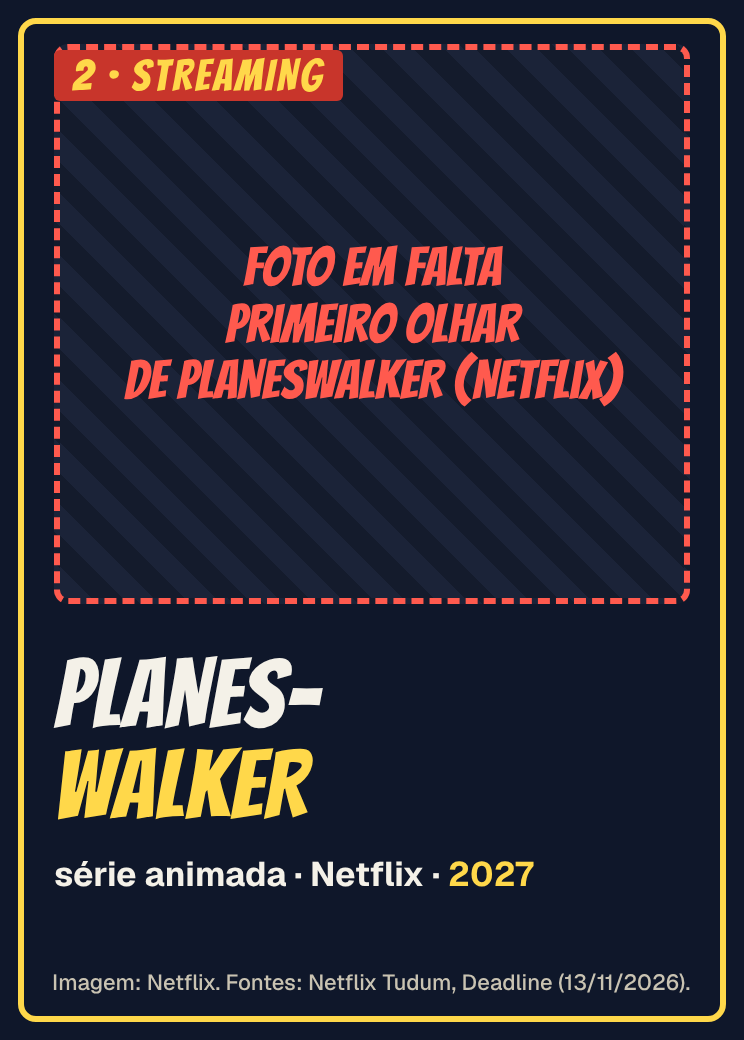 2 · STREAMING
FOTO EM FALTA
PRIMEIRO OLHAR
DE PLANESWALKER (NETFLIX)
PLANES-
WALKER
série animada · Netflix · 2027
Imagem: Netflix. Fontes: Netflix Tudum, Deadline (13/11/2026).